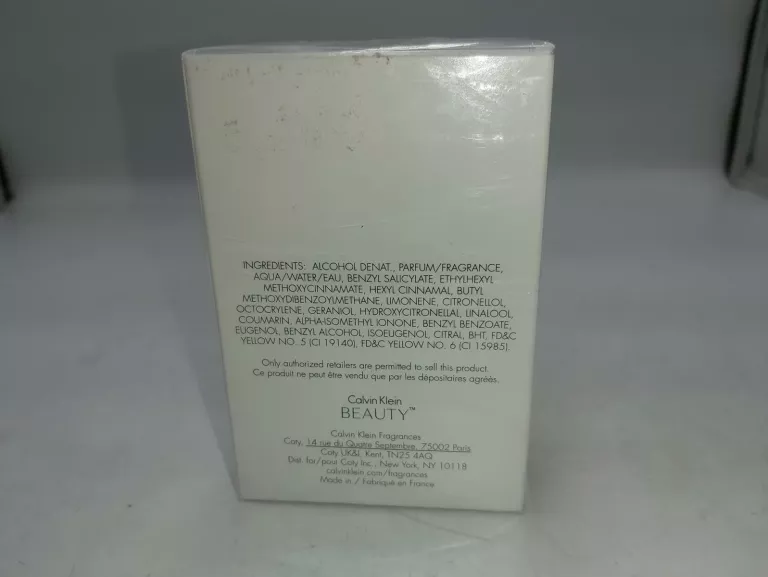 INGREDIENTS: ALCOHOL DENAT., PARFUM/FRAGRANCE,
AQUA/WATER/EAU, BENZYL SALICYLATE, ETHYLHEXYL
METHOXYCINNAMATE, HEXYL CINNAMAL, BUTYL
METHOXYDIBENZOYLMETHANE, LIMONENE, CITRONELLOL,
OCTOCRYLENE, GERANIOL, HYDROXYCITRONELLAL, LINALOOL,
COUMARIN, ALPHA-ISOMETHYL IONONE, BENZYL BENZOATE,
EUGENOL, BENZYL ALCOHOL, ISOEUGENOL, CITRAL, BHT, FD&C
YELLOW NO. 5 (CI 19140), FD&C YELLOW NO. 6 (CI 15985).
Only authorized retailers are permitted to sell this product.
Ce produit ne peut être vendu que par les dépositaires agréés.
Calvin Klein
BEAUTY™
Calvin Klein Fragrances
Coty, 14 rue du Quatre Septembre, 75002 Paris
Coty UK&I, Kent, TN25 4AQ
Dist. for/pour Coty Inc., New York, NY 10118
calvinklein.com/fragrances
Made in / Fabriqué en France